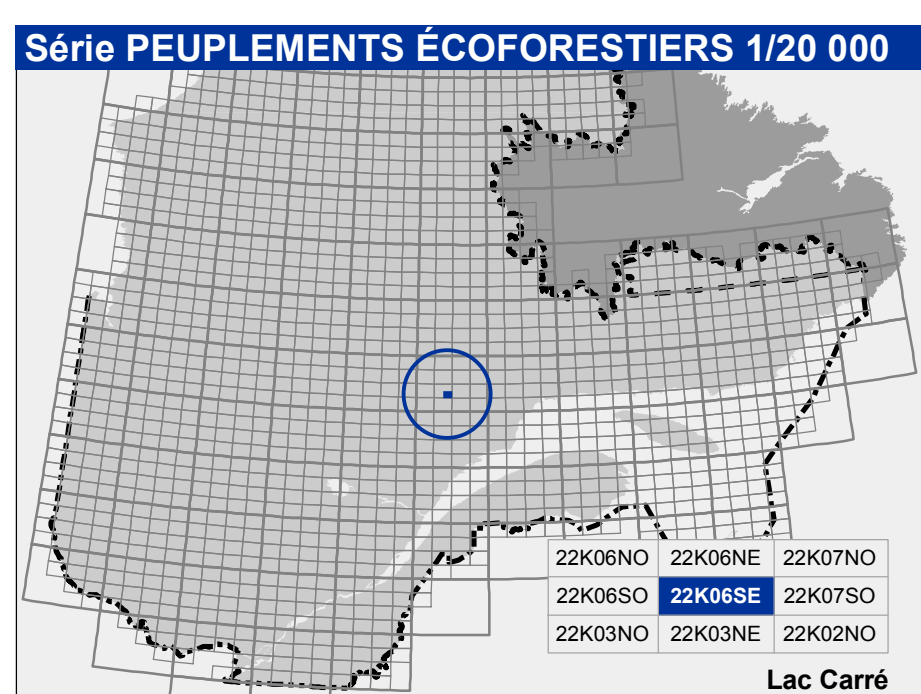 Série PEUPLEMENTS ÉCOFORESTIERS 1/20 000
22K06NO 22K06NE 22K07NO
22K06SO 22K06SE 22K07SO
22K03NO 22K03NE 22K02NO
Lac Carré